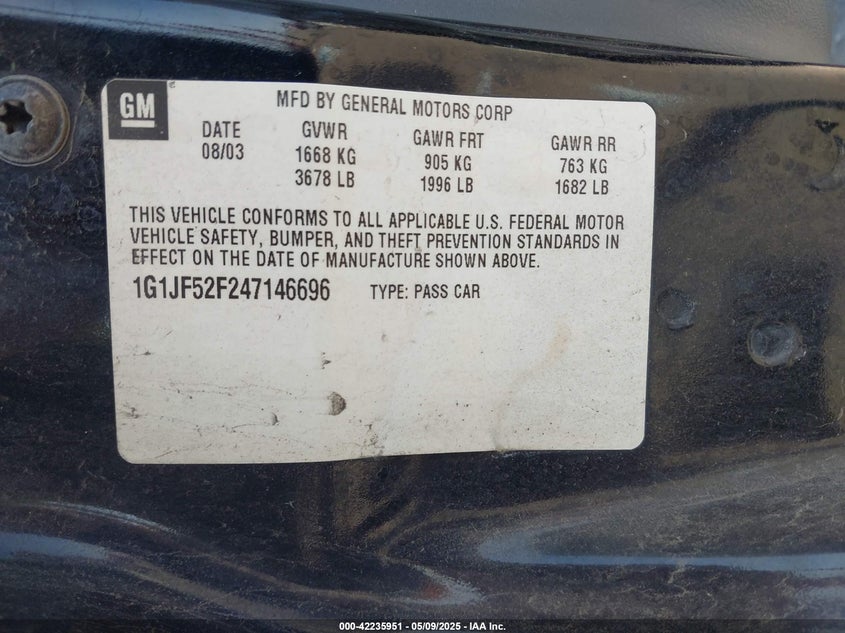 GM
MFD BY GENERAL MOTORS CORP
DATE GVWR GAWR FRT GAWR RR
08/03 1668 KG 905 KG 763 KG
3678 LB 1996 LB 1682 LB
THIS VEHICLE CONFORMS TO ALL APPLICABLE U.S. FEDERAL MOTOR
VEHICLE SAFETY, BUMPER, AND THEFT PREVENTION STANDARDS IN
EFFECT ON THE DATE OF MANUFACTURE SHOWN ABOVE.
1G1JF52F247146696 TYPE: PASS CAR
000-42235951 | 05/09/2025 | IAA Inc.